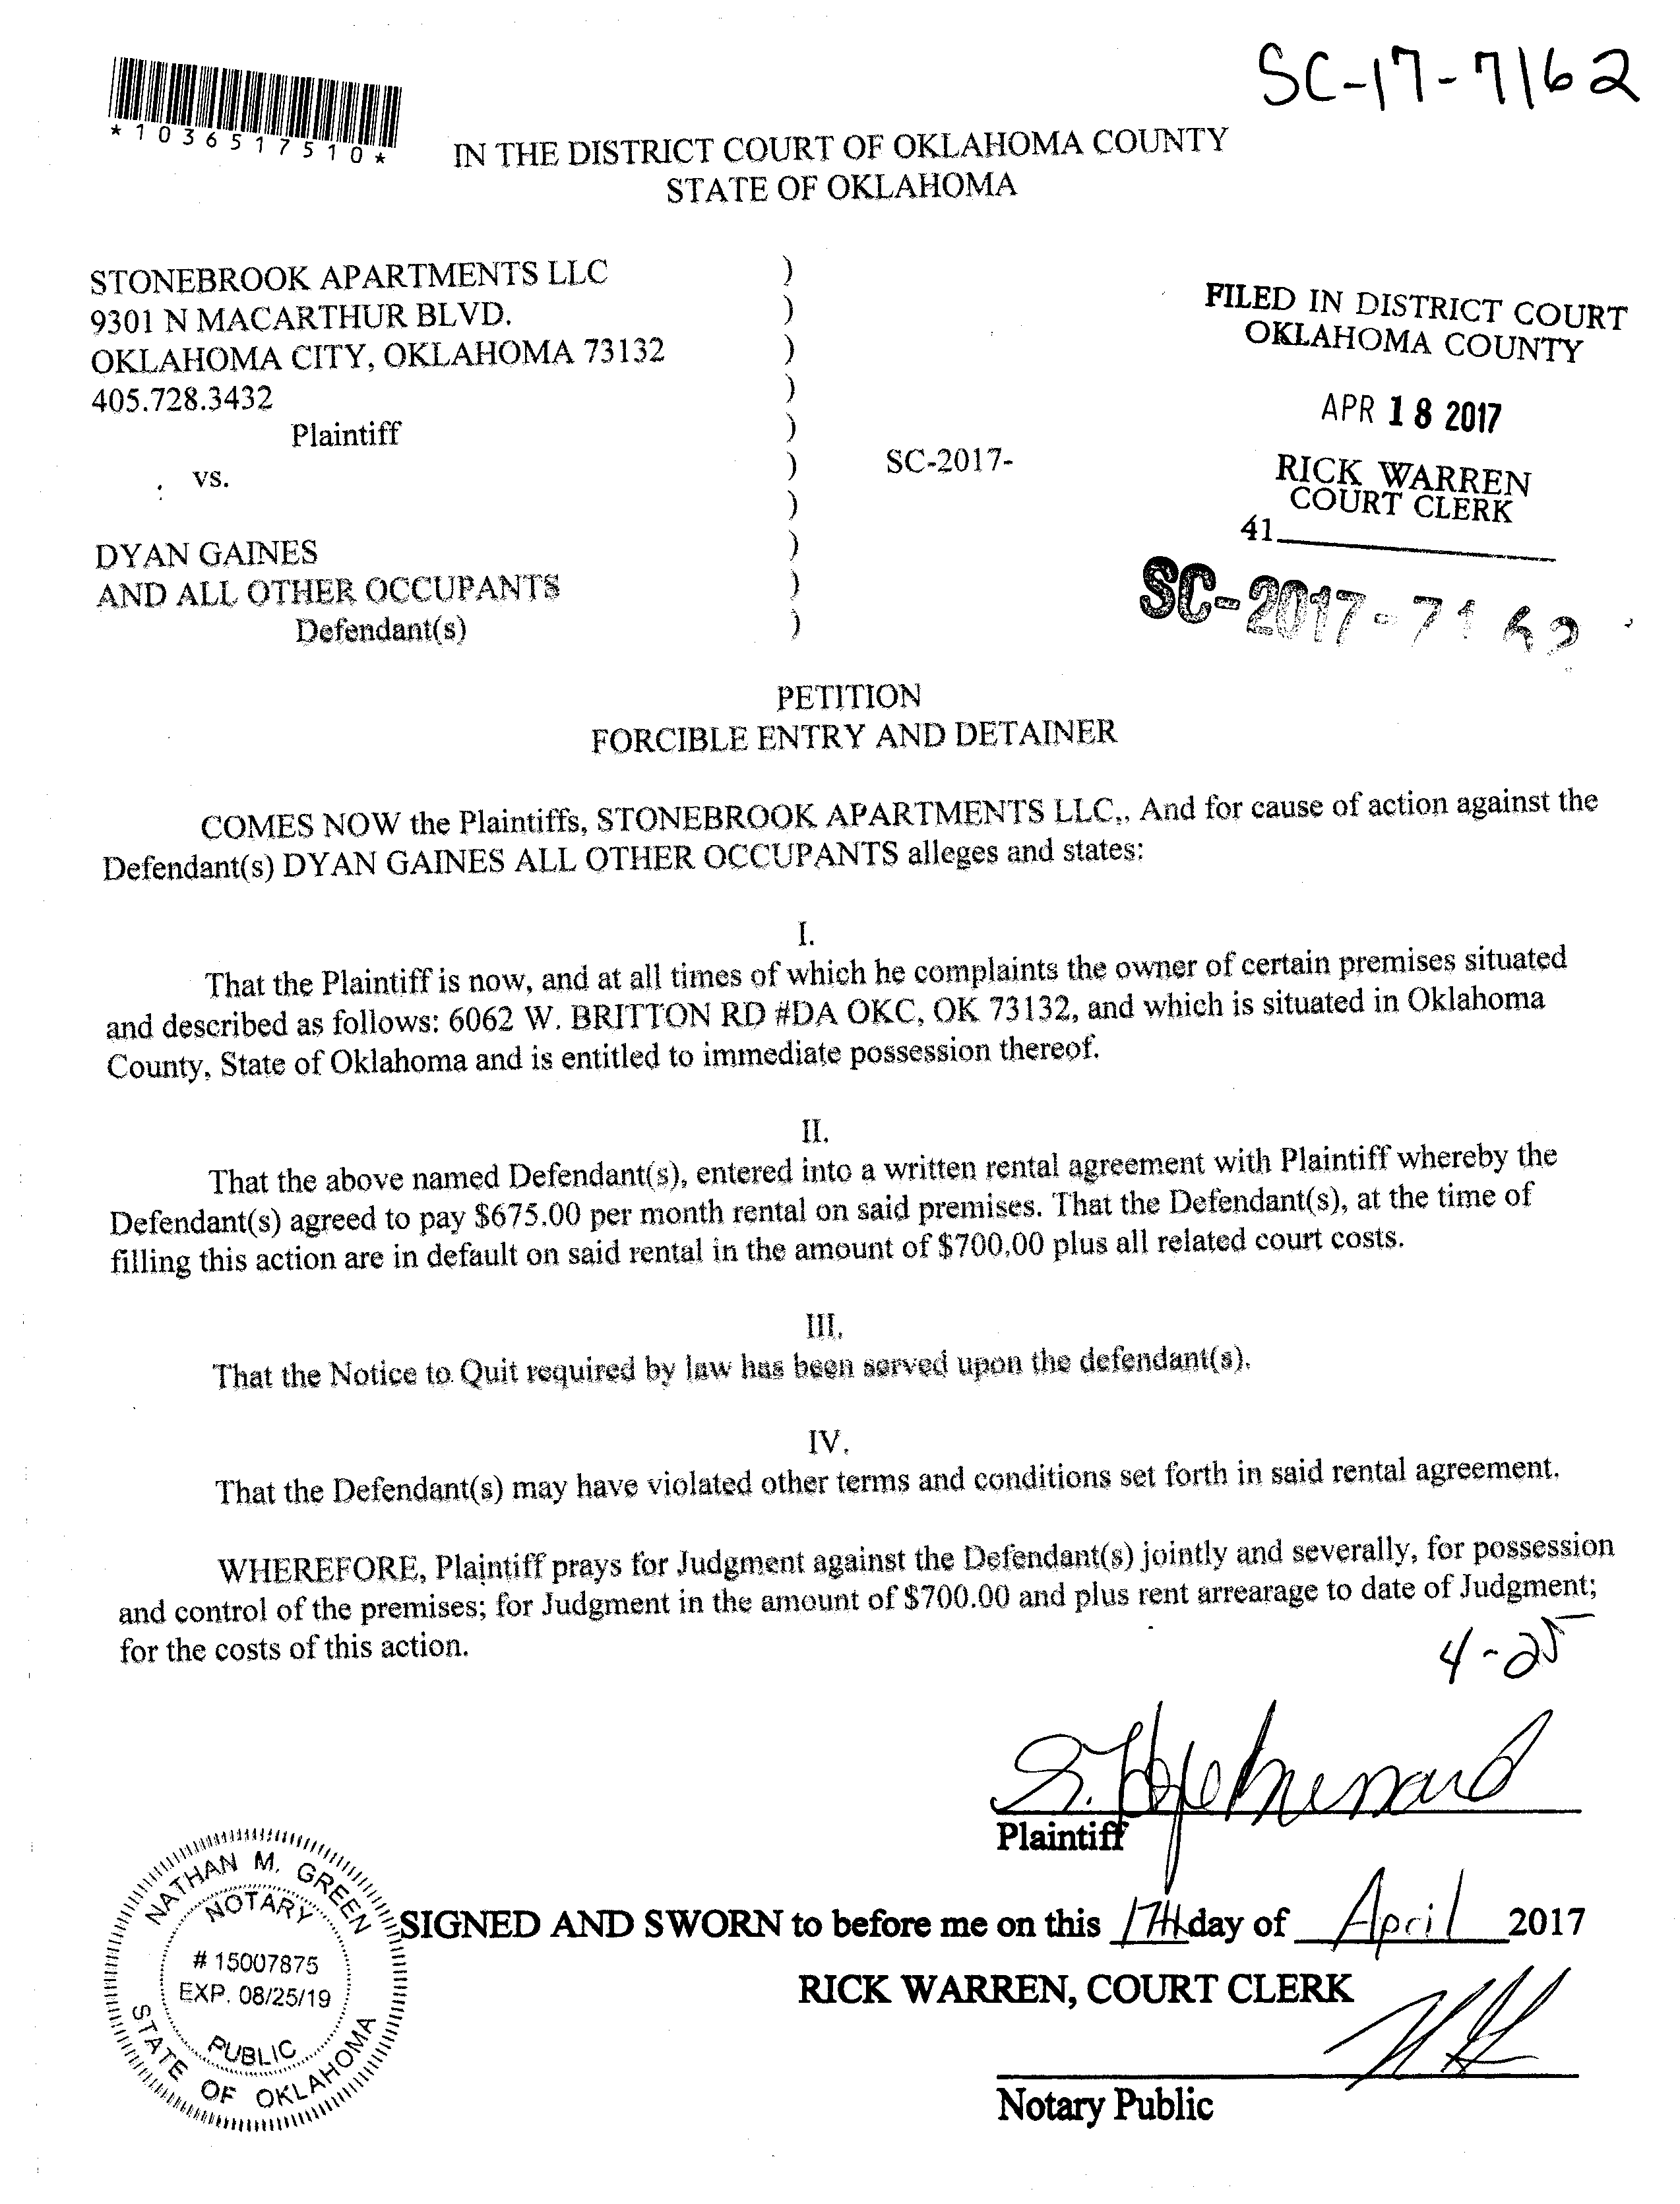 SC-17-7162
*1036517510*
IN THE DISTRICT COURT OF OKLAHOMA COUNTY
STATE OF OKLAHOMA
STONEBROOK APARTMENTS LLC )
9301 N MACARTHUR BLVD. )
OKLAHOMA CITY, OKLAHOMA 73132 )
405.728.3432 )
Plaintiff )
vs. ) SC-2017-
)
DYAN GAINES )
AND ALL OTHER OCCUPANTS )
Defendant(s) )
FILED IN DISTRICT COURT
OKLAHOMA COUNTY
APR 18 2017
RICK WARREN
COURT CLERK
41
SC-2017-7162
PETITION
FORCIBLE ENTRY AND DETAINER
COMES NOW the Plaintiffs, STONEBROOK APARTMENTS LLC,, And for cause of action against the
Defendant(s) DYAN GAINES ALL OTHER OCCUPANTS alleges and states:
I.
That the Plaintiff is now, and at all times of which he complaints the owner of certain premises situated
and described as follows: 6062 W. BRITTON RD #DA OKC, OK 73132, and which is situated in Oklahoma
County, State of Oklahoma and is entitled to immediate possession thereof.
II.
That the above named Defendant(s), entered into a written rental agreement with Plaintiff whereby the
Defendant(s) agreed to pay $675.00 per month rental on said premises. That the Defendant(s), at the time of
filling this action are in default on said rental in the amount of $700.00 plus all related court costs.
III.
That the Notice to Quit required by law has been served upon the defendant(s).
IV.
That the Defendant(s) may have violated other terms and conditions set forth in said rental agreement.
WHEREFORE, Plaintiff prays for Judgment against the Defendant(s) jointly and severally, for possession
and control of the premises; for Judgment in the amount of $700.00 and plus rent arrearage to date of Judgment;
for the costs of this action.
4-25
Plaintiff
NATHAN M. GREEN
NOTARY
# 15007875
EXP. 08/25/19
PUBLIC
STATE OF OKLAHOMA
SIGNED AND SWORN to before me on this 17th day of April 2017
RICK WARREN, COURT CLERK
Notary Public